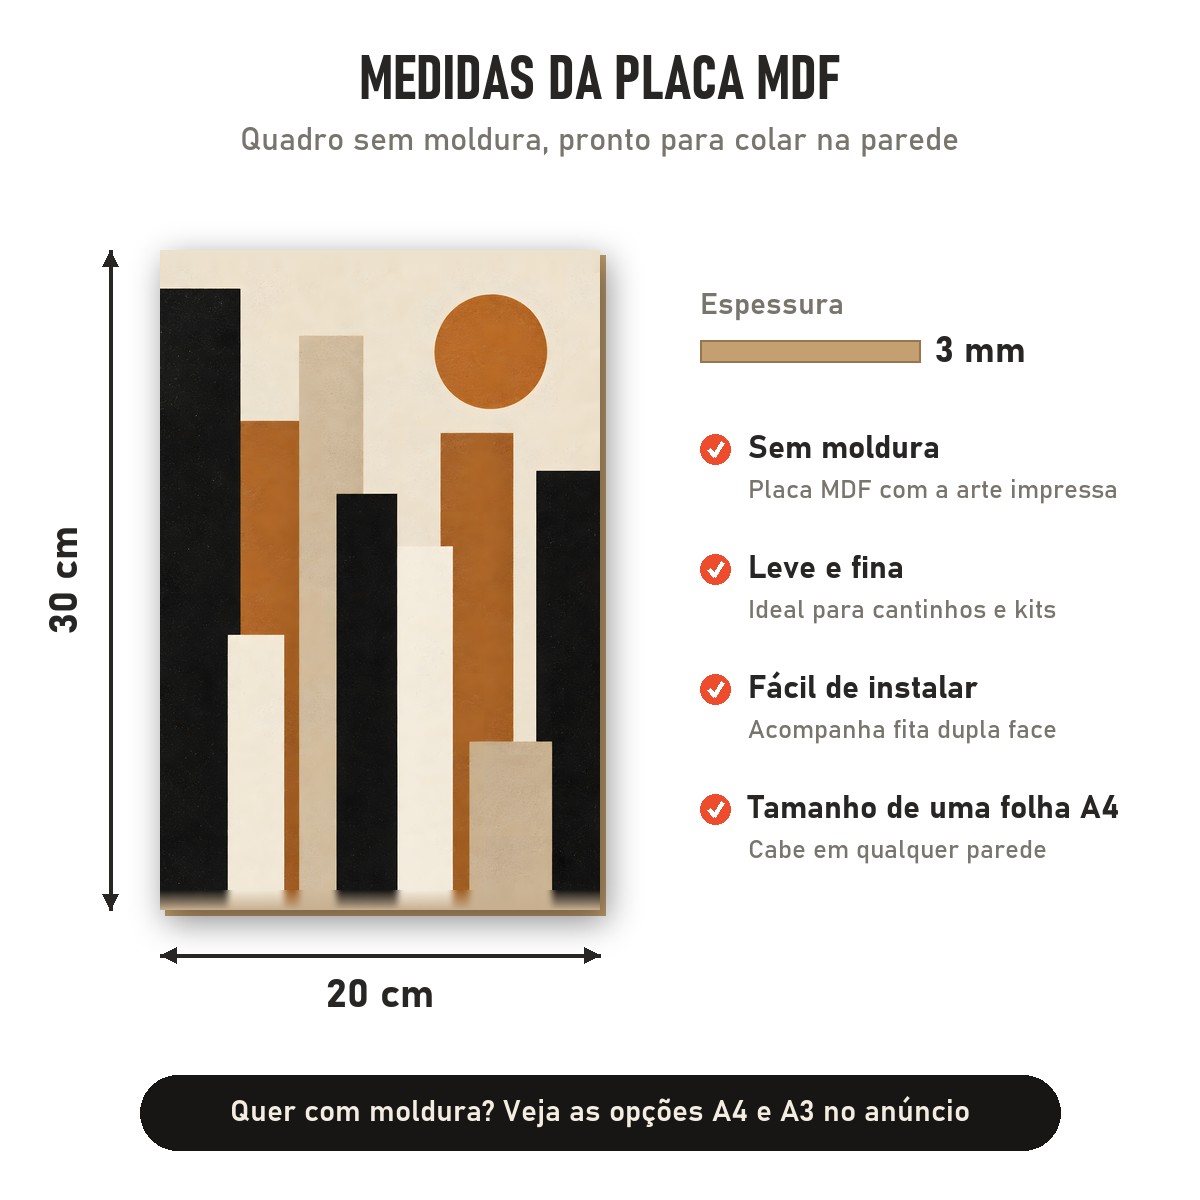 MEDIDAS DA PLACA MDF
Quadro sem moldura, pronto para colar na parede
30 cm
20 cm
Espessura
3 mm
Sem moldura
Placa MDF com a arte impressa
Leve e fina
Ideal para cantinhos e kits
Fácil de instalar
Acompanha fita dupla face
Tamanho de uma folha A4
Cabe em qualquer parede
Quer com moldura? Veja as opções A4 e A3 no anúncio